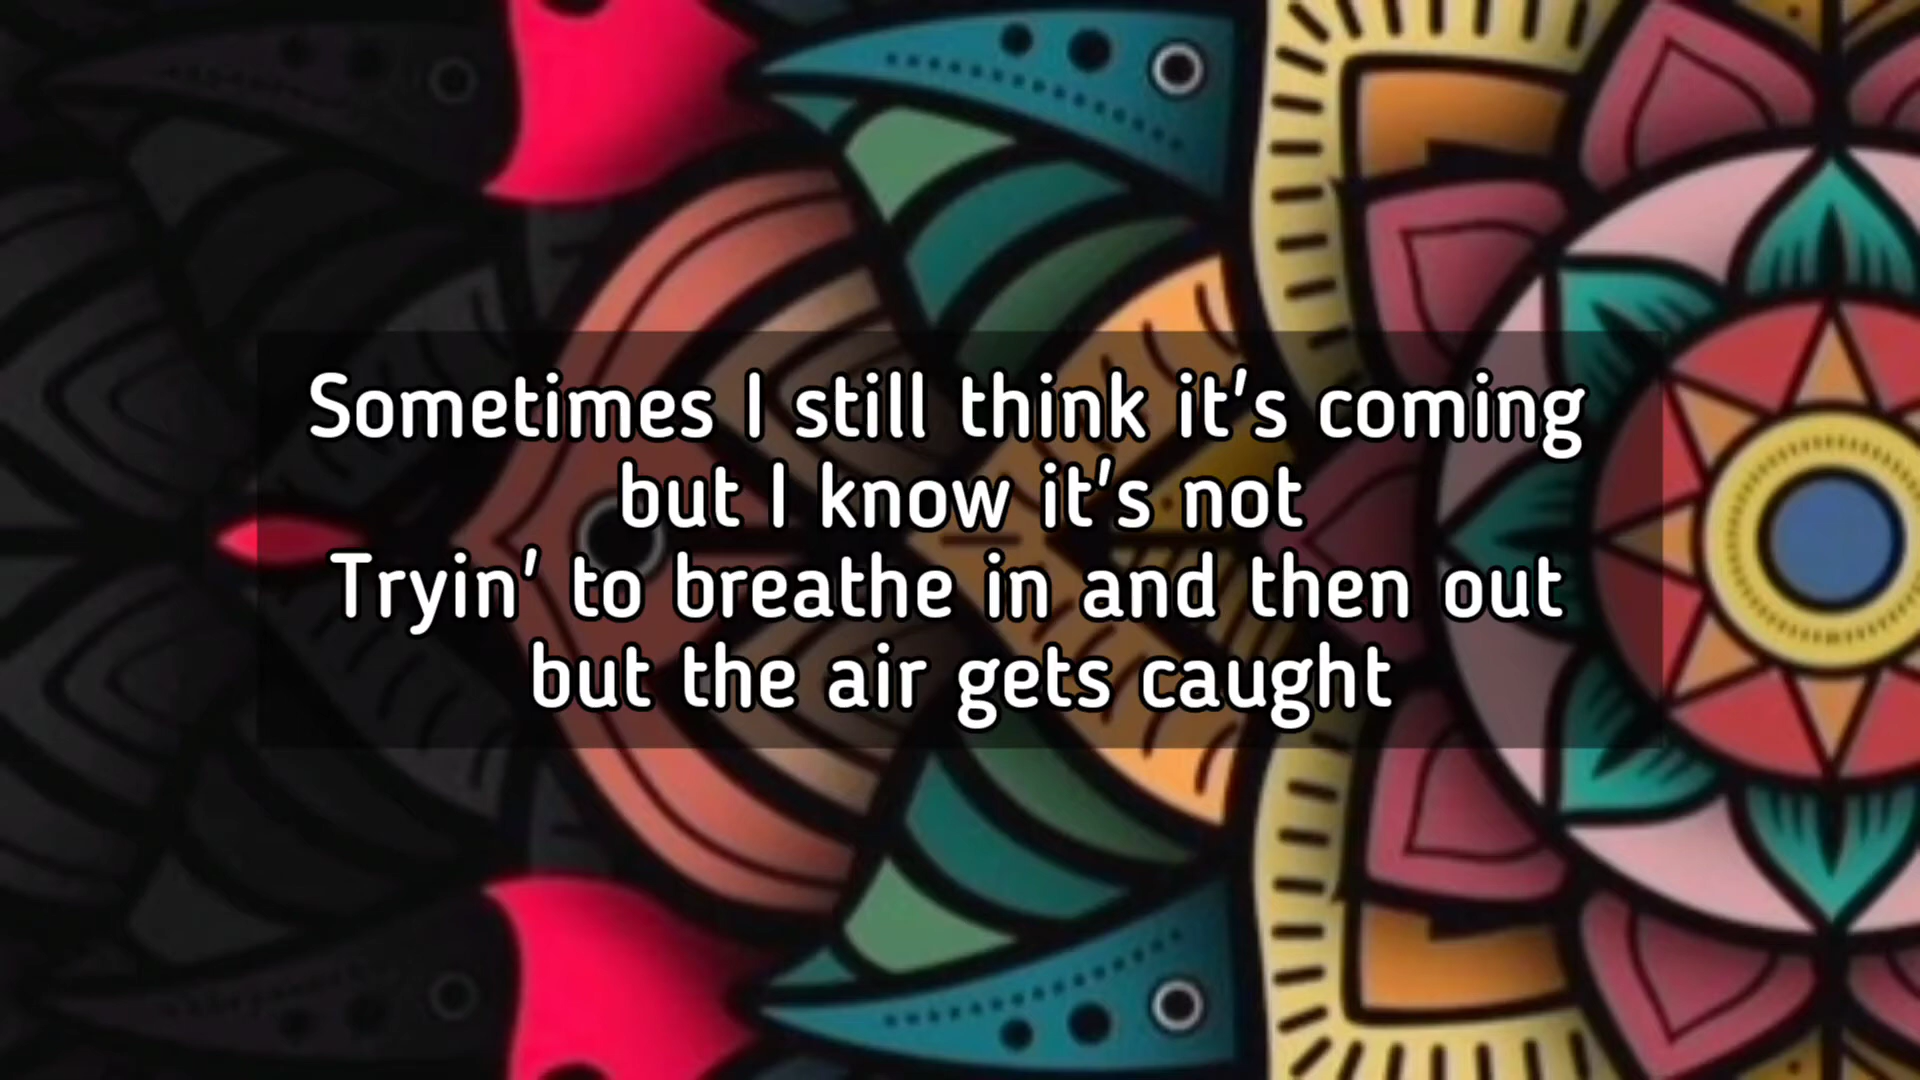 Sometimes I still think it's coming
but I know it's not
Tryin' to breathe in and then out
but the air gets caught